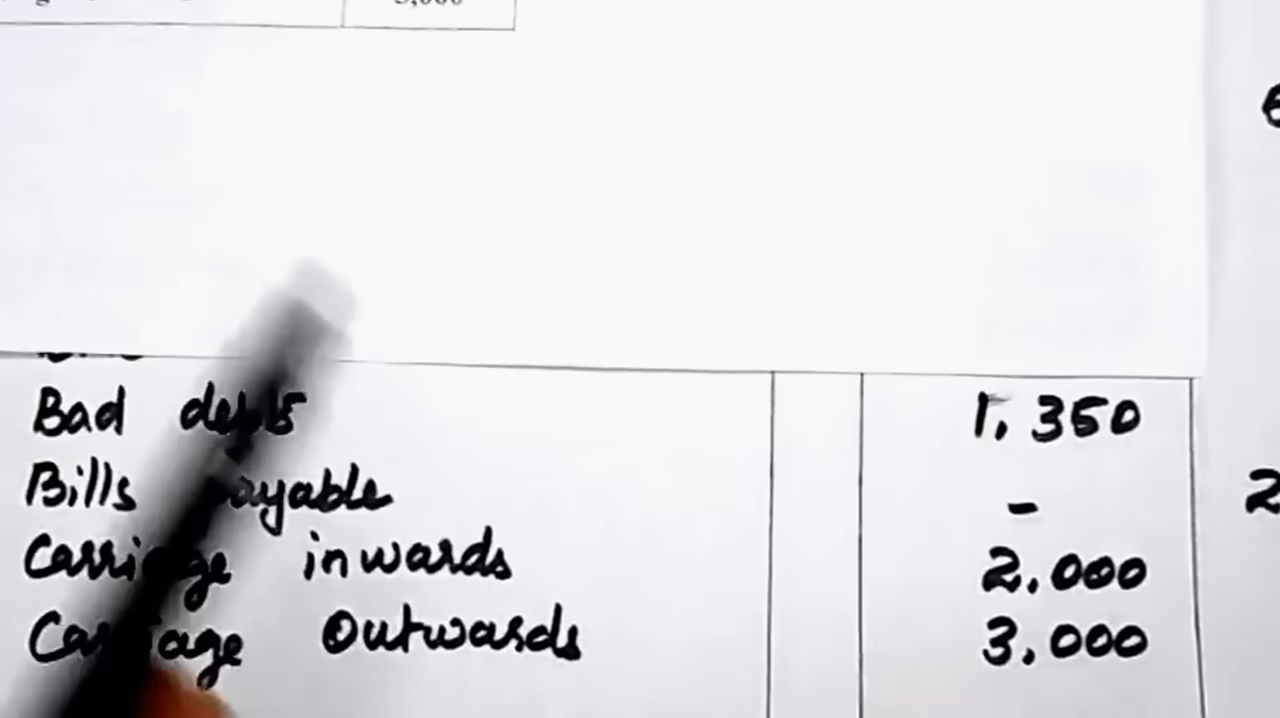 Bad debts 1,350
Bills payable -
Carriage inwards 2,000
Carriage Outwards 3,000